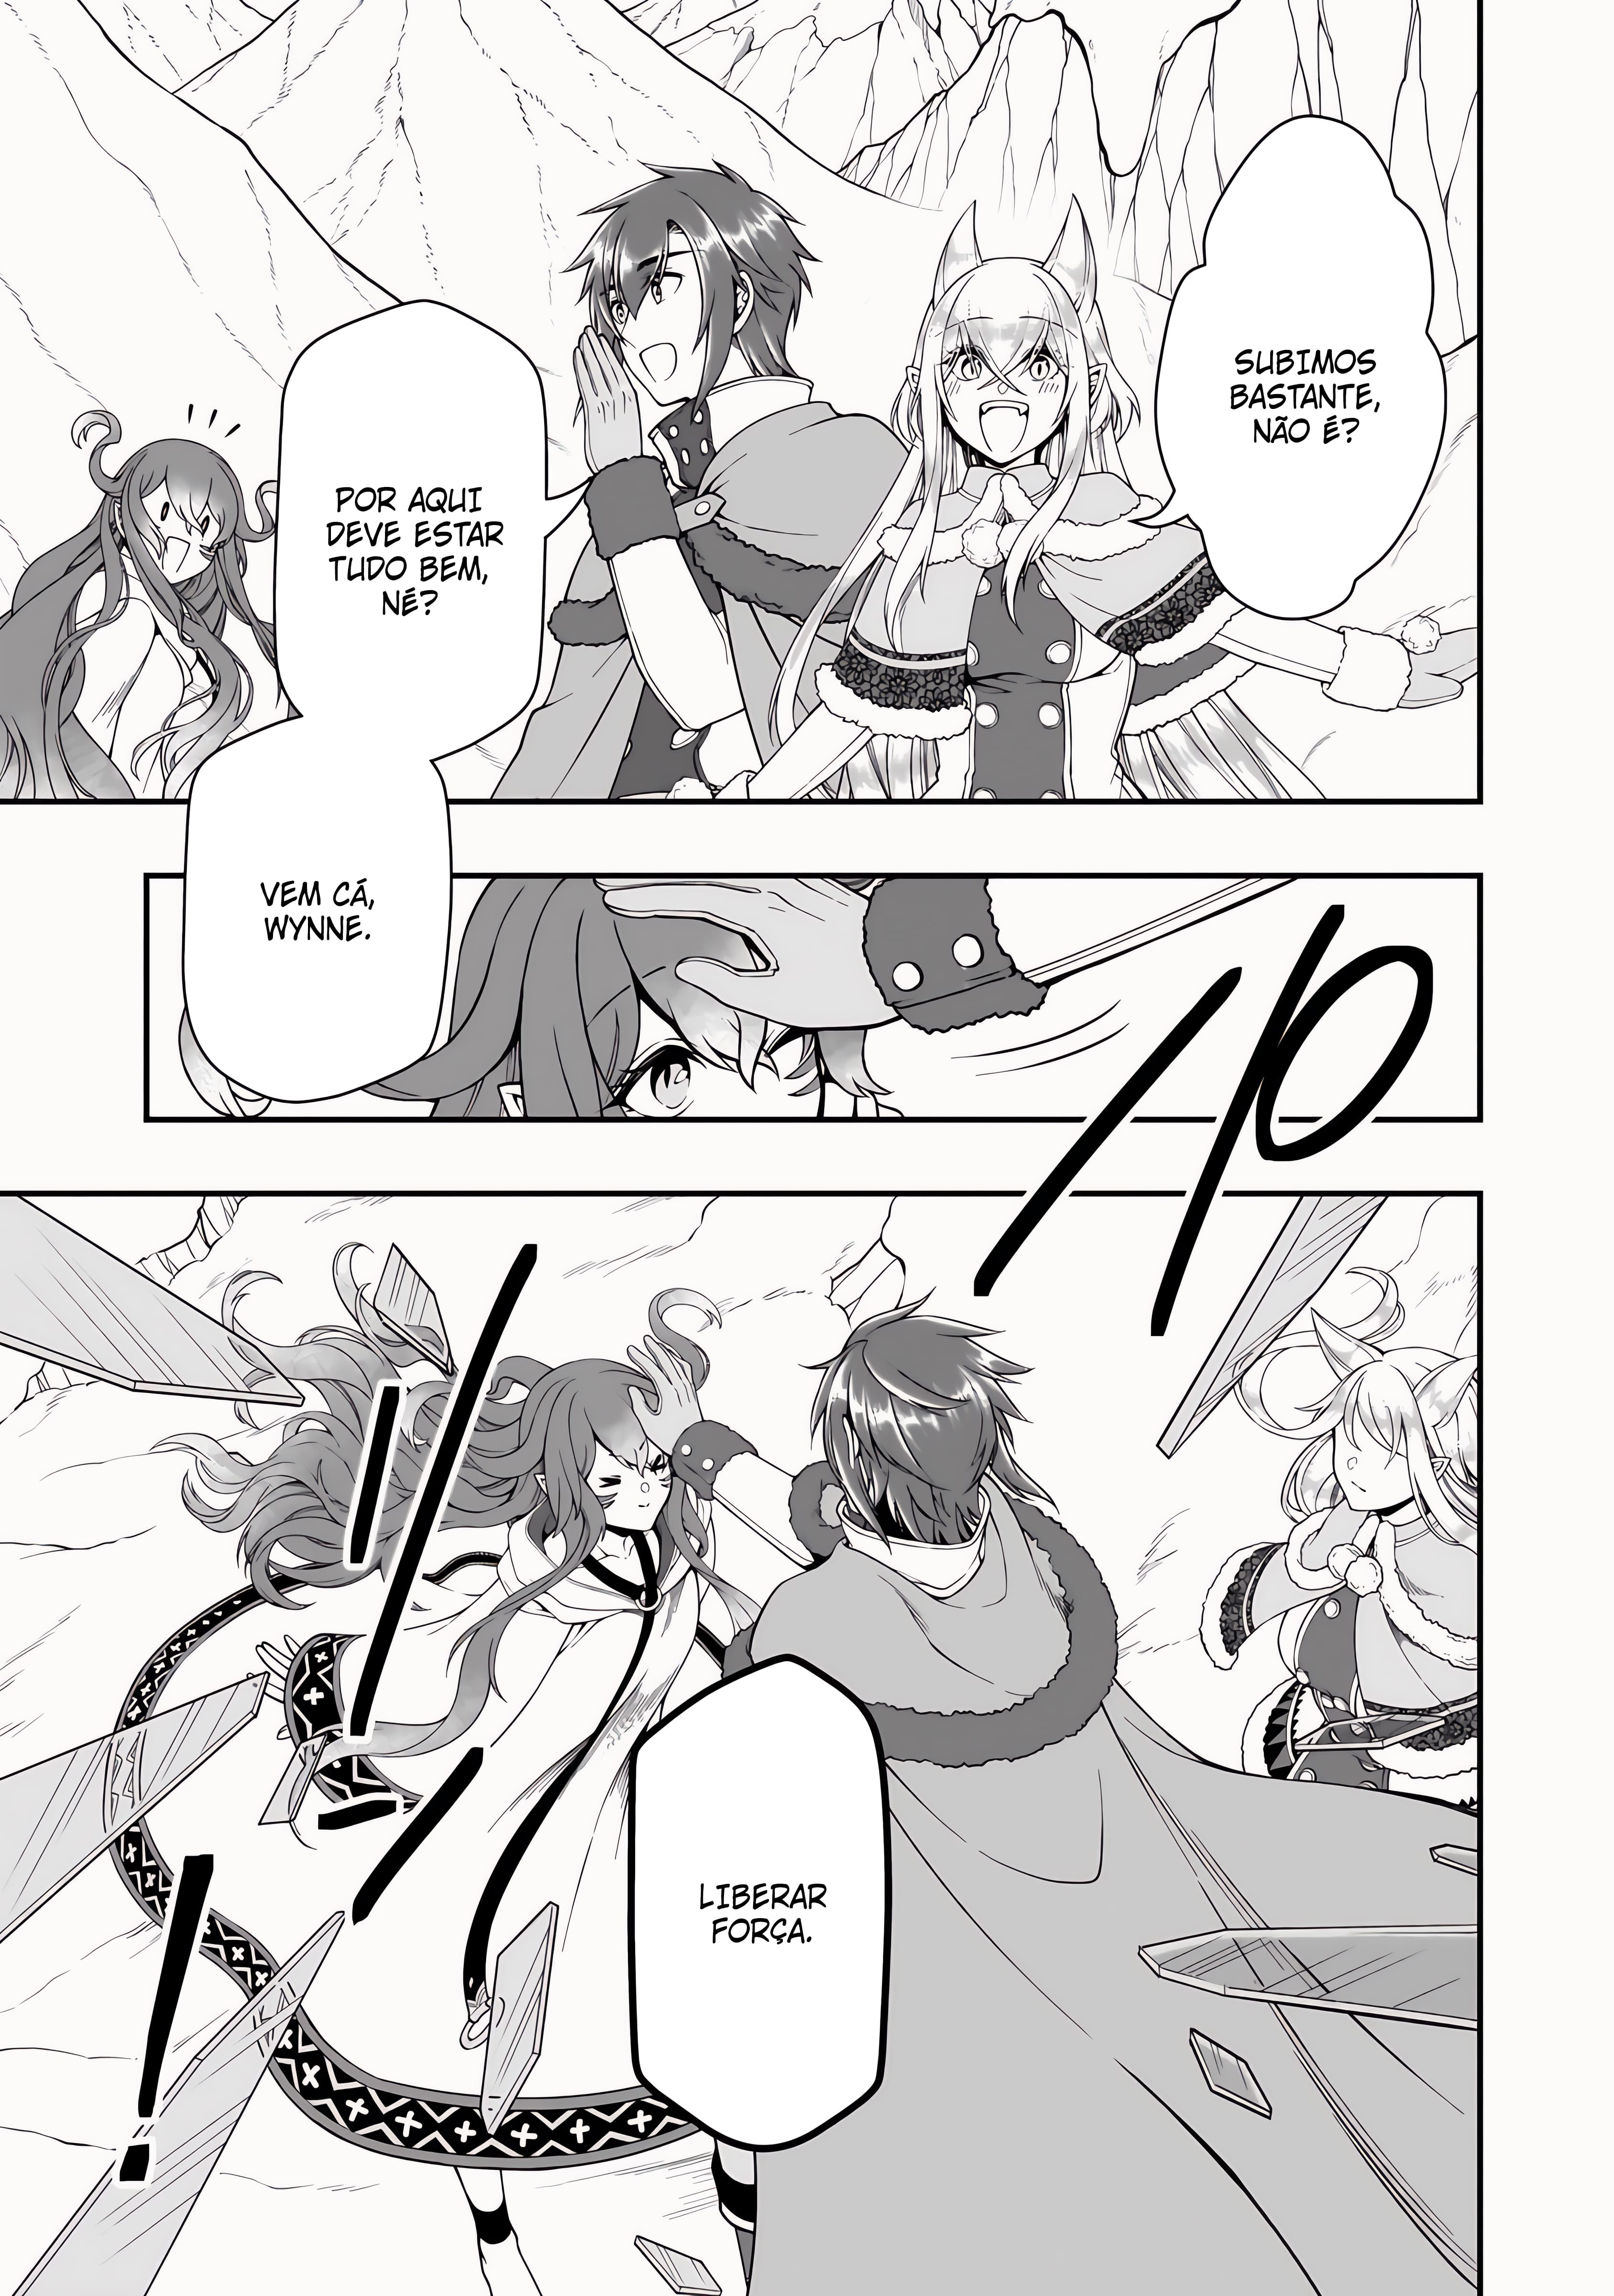 SUBIMOS
BASTANTE,
NÃO É?
POR AQUI
DEVE ESTAR
TUDO BEM,
NÉ?
VEM CÁ,
WYNNE.
LIBERAR
FORÇA.